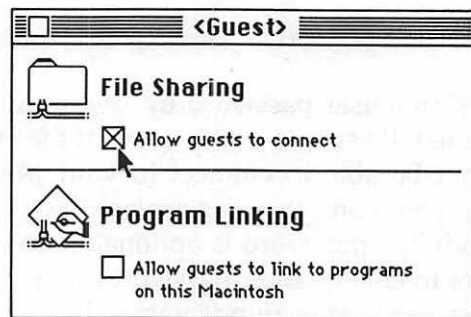 <Guest>
File Sharing
Allow guests to connect
Program Linking
Allow guests to link to programs
on this Macintosh